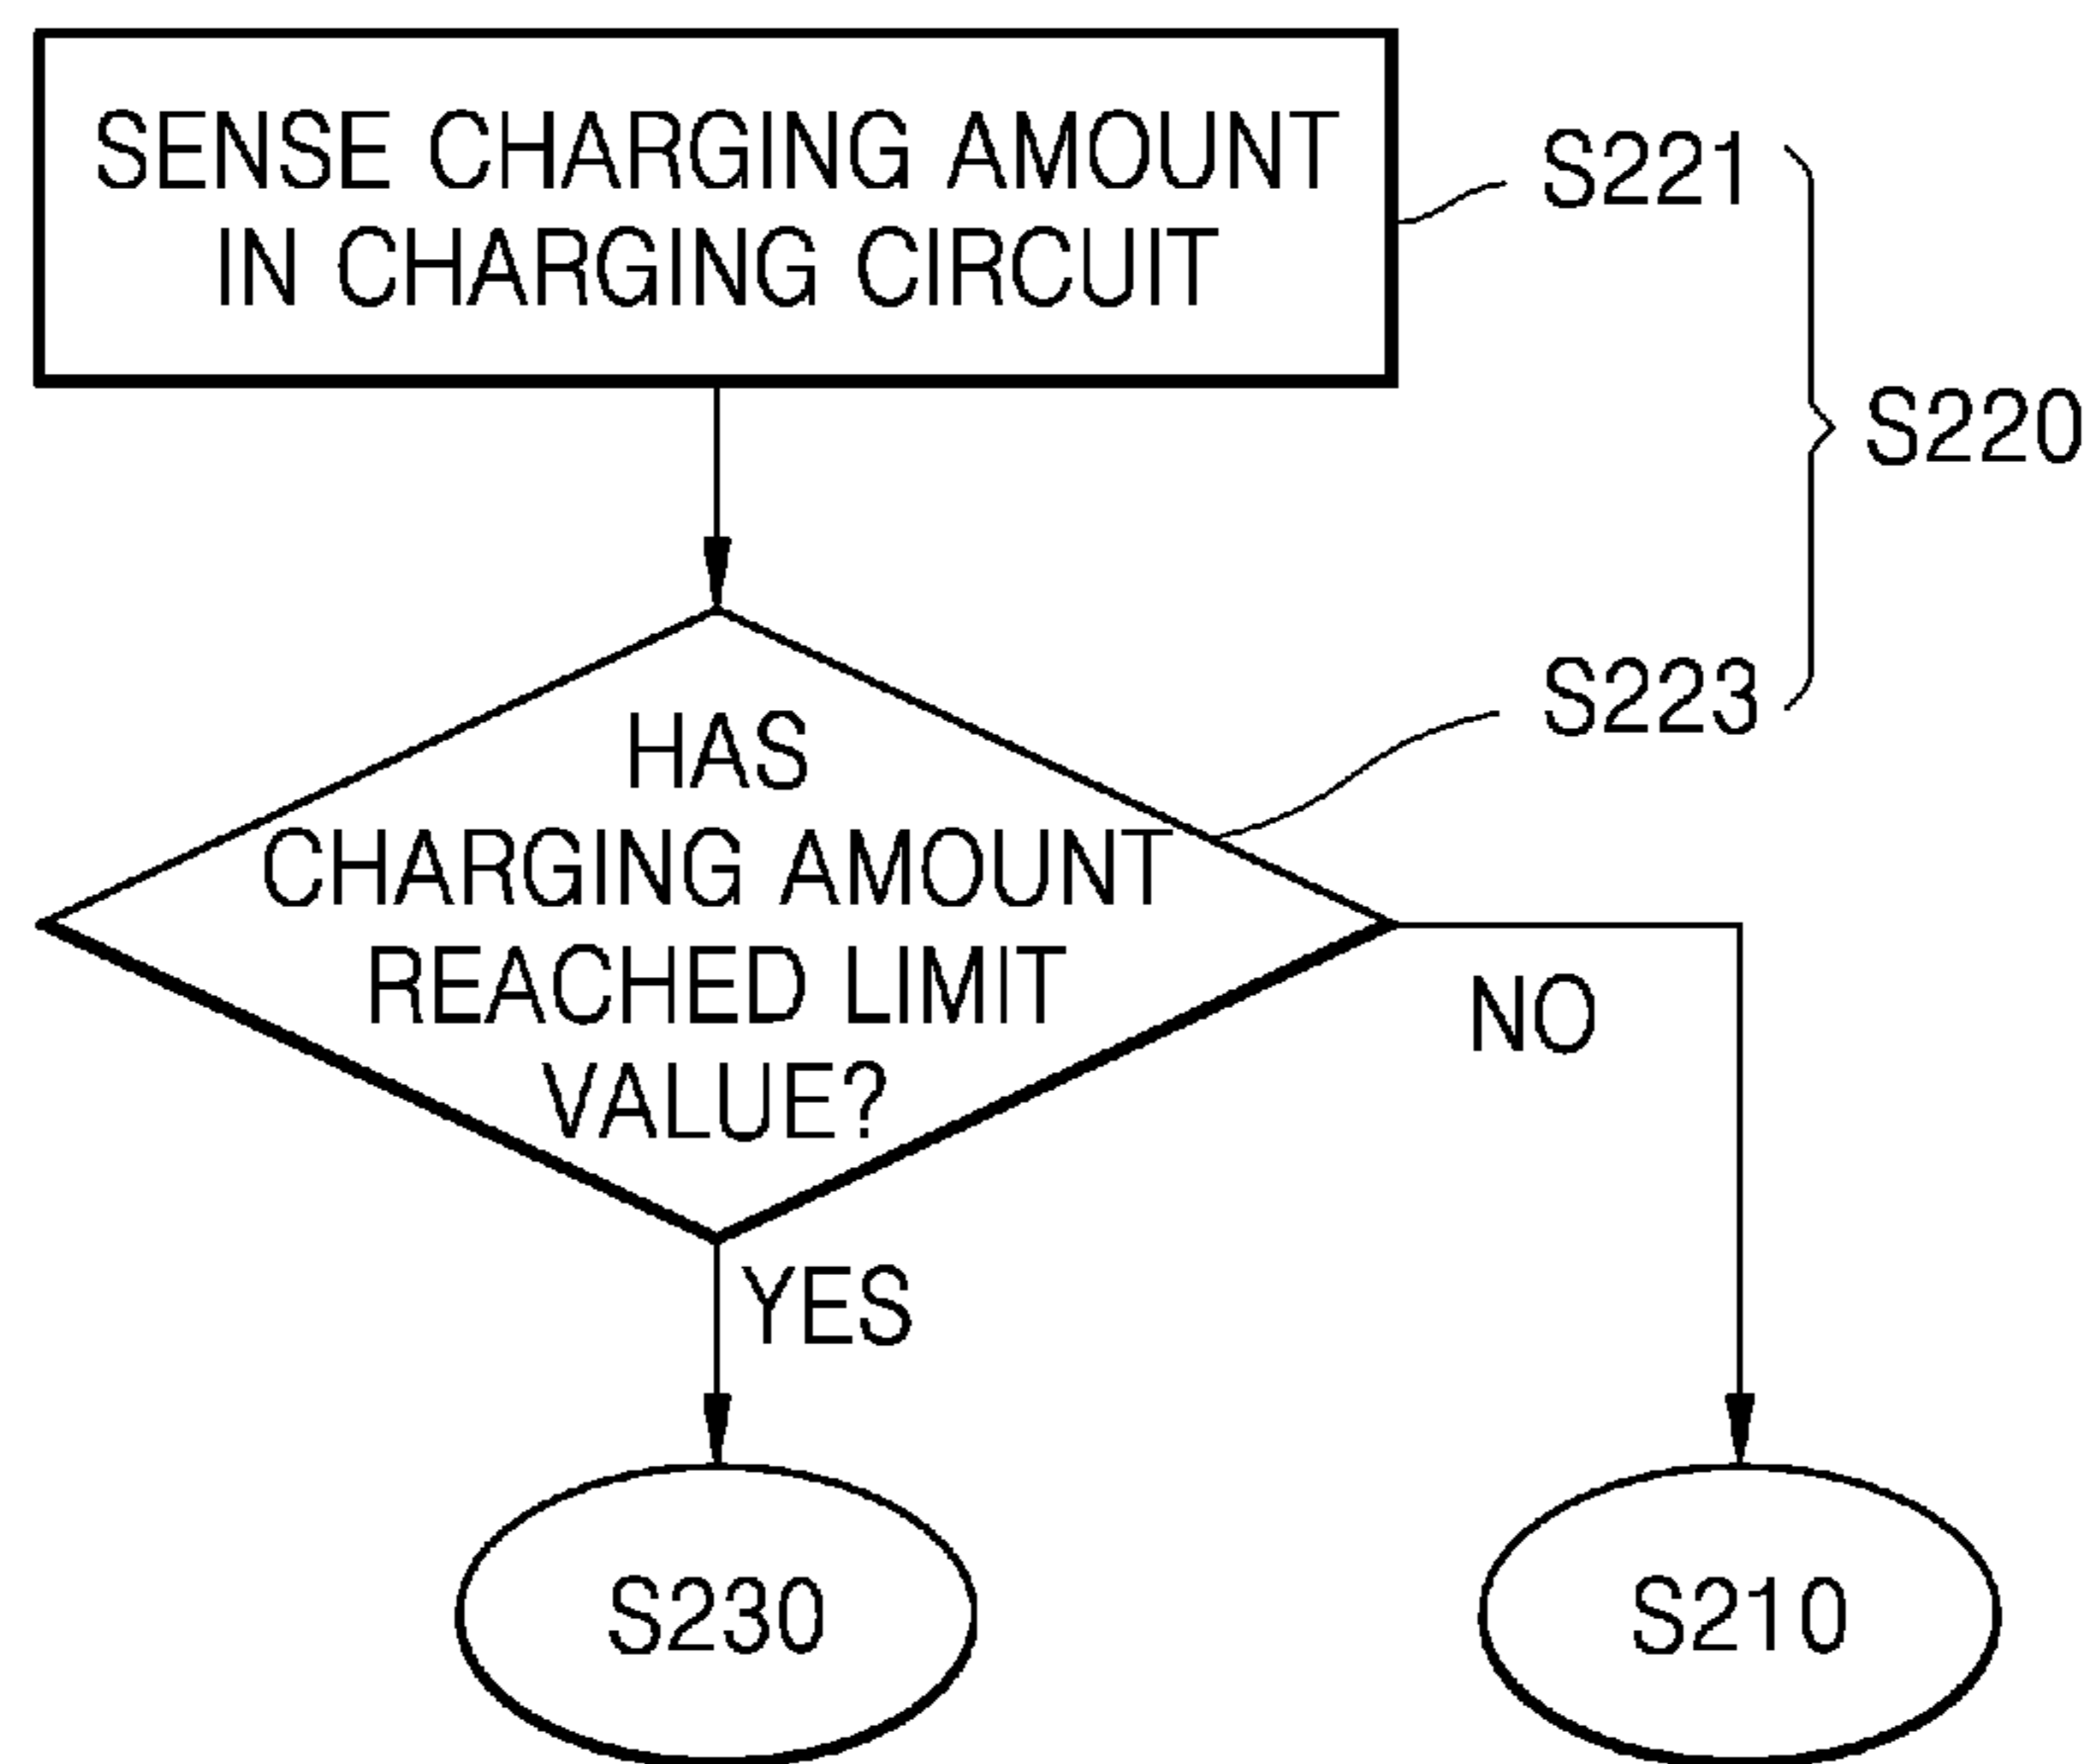 SENSE CHARGING AMOUNT
IN CHARGING CIRCUIT
S221
S220
S223
HAS
CHARGING AMOUNT
REACHED LIMIT
VALUE?
NO
YES
S230
S210